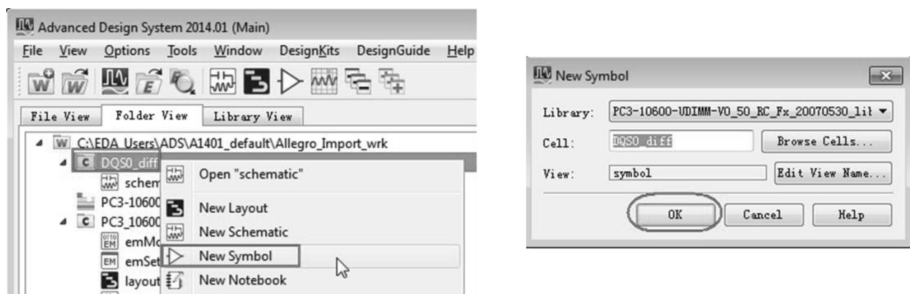 Advanced Design System 2014.01 (Main)
File View Options Tools Window DesignKits DesignGuide Help
File View Folder View Library View
C:\EDA_Users\ADS\A1401_default\Allegro_Import_wrk
DQS0_diff
schem
PC3-10600
PC3_10600
emMo
emSet
layout
Open "schematic"
New Layout
New Schematic
New Symbol
New Notebook
New Symbol
Library: PC3-10600-UDIMM-V0_50_RC_Fx_20070530_lib
Cell: DQS0_diff Browse Cells...
View: symbol Edit View Name...
OK Cancel Help